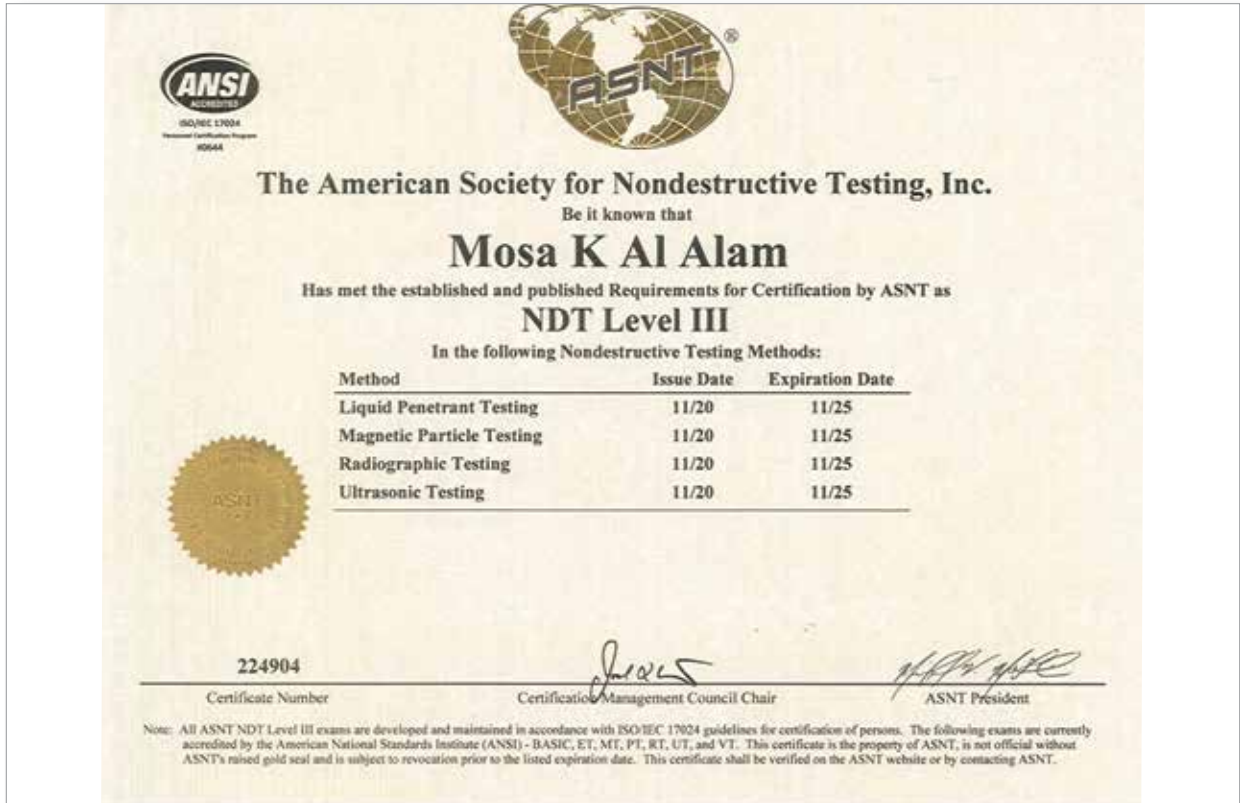 ANSI
ACCREDITED
ISO/IEC 17024
Personnel Certification Program
#0644
ASNT
®
The American Society for Nondestructive Testing, Inc.
Be it known that
Mosa K Al Alam
Has met the established and published Requirements for Certification by ASNT as
NDT Level III
In the following Nondestructive Testing Methods:
Method Issue Date Expiration Date
Liquid Penetrant Testing 11/20 11/25
Magnetic Particle Testing 11/20 11/25
Radiographic Testing 11/20 11/25
Ultrasonic Testing 11/20 11/25
ASNT
224904
Certificate Number Certification Management Council Chair ASNT President
Note: All ASNT NDT Level III exams are developed and maintained in accordance with ISO/IEC 17024 guidelines for certification of persons. The following exams are currently
accredited by the American National Standards Institute (ANSI) - BASIC, ET, MT, PT, RT, UT, and VT. This certificate is the property of ASNT, is not official without
ASNT's raised gold seal and is subject to revocation prior to the listed expiration date. This certificate shall be verified on the ASNT website or by contacting ASNT.